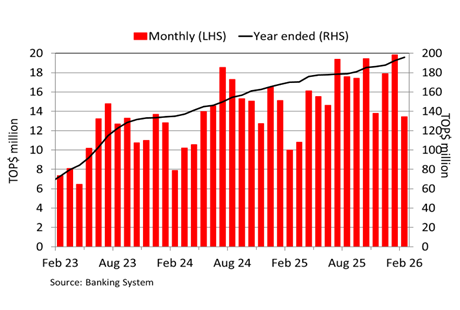 Monthly (LHS) Year ended (RHS)
20 200
18 180
16 160
14 140
12 120
10 100
8 80
6 60
4 40
2 20
0 0
TOP$ million
TOP$ million
Feb 23 Aug 23 Feb 24 Aug 24 Feb 25 Aug 25 Feb 26
Source: Banking System